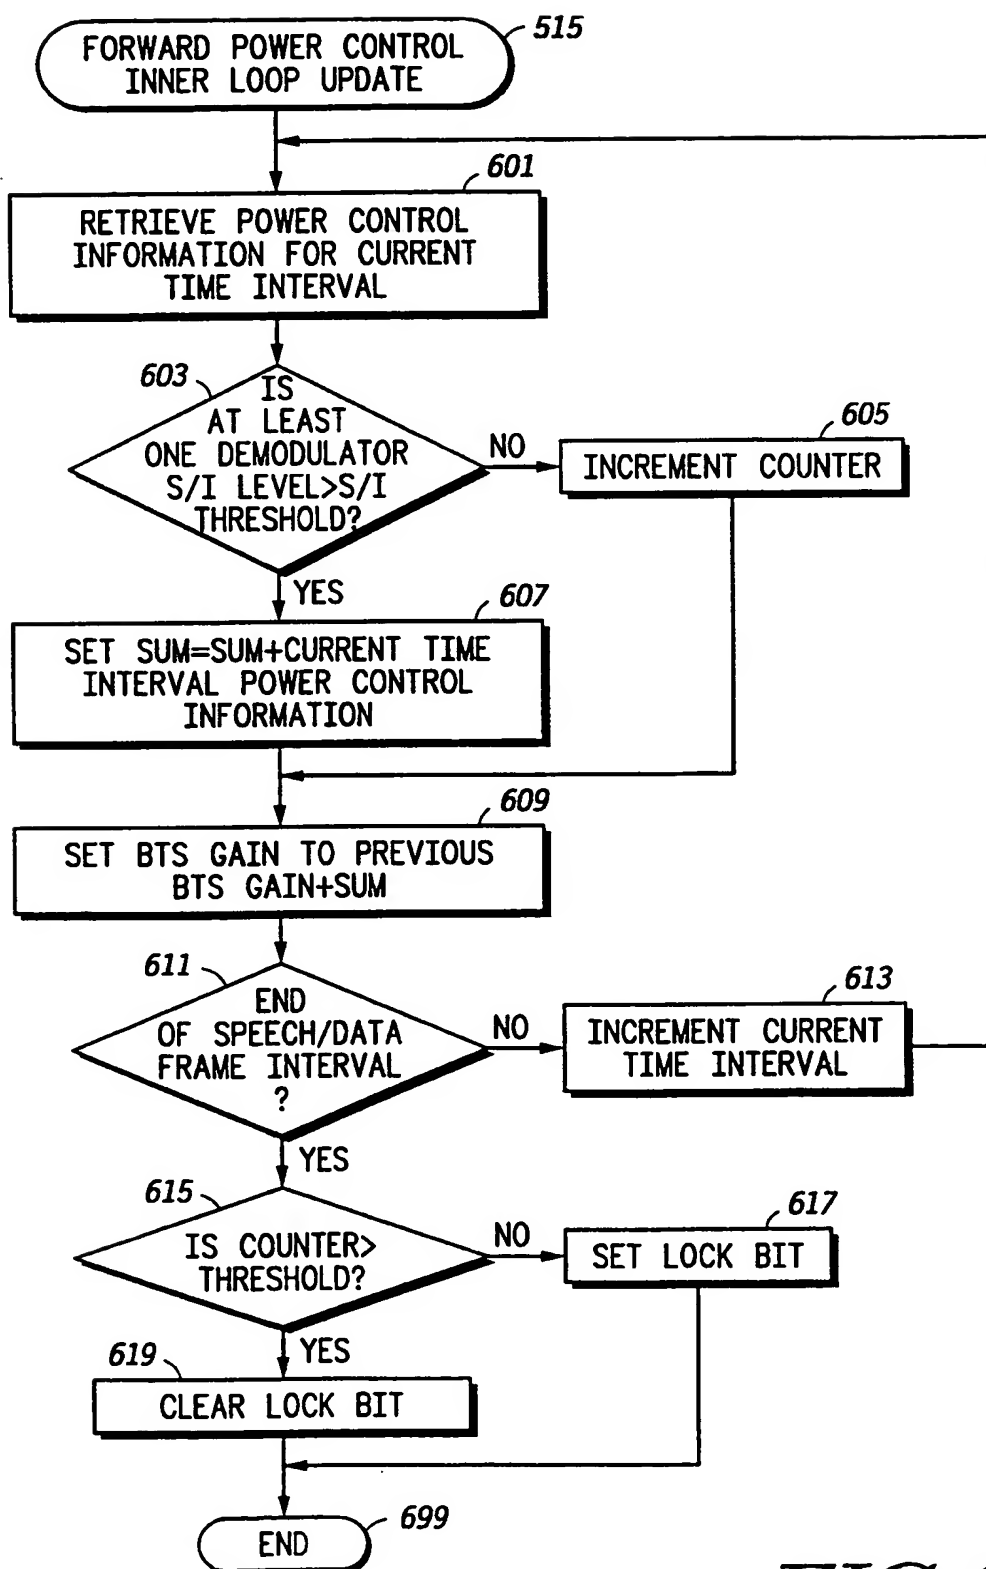 FORWARD POWER CONTROL
INNER LOOP UPDATE
515
601
RETRIEVE POWER CONTROL
INFORMATION FOR CURRENT
TIME INTERVAL
603
IS
AT LEAST
ONE DEMODULATOR
S/I LEVEL>S/I
THRESHOLD?
NO
605
INCREMENT COUNTER
YES
607
SET SUM=SUM+CURRENT TIME
INTERVAL POWER CONTROL
INFORMATION
609
SET BTS GAIN TO PREVIOUS
BTS GAIN+SUM
611
END
OF SPEECH/DATA
FRAME INTERVAL
?
NO
613
INCREMENT CURRENT
TIME INTERVAL
YES
615
IS COUNTER>
THRESHOLD?
NO
617
SET LOCK BIT
YES
619
CLEAR LOCK BIT
END
699